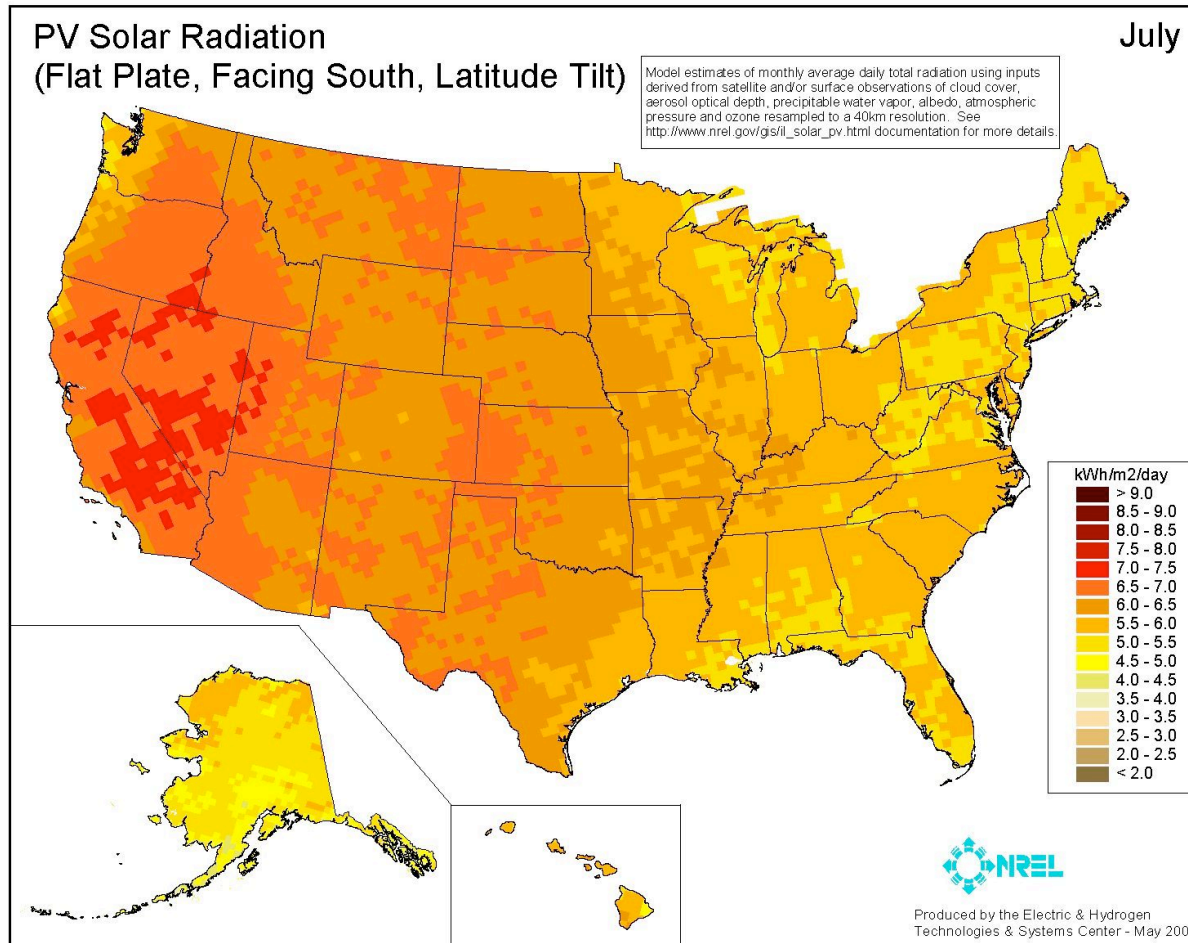 PV Solar Radiation
(Flat Plate, Facing South, Latitude Tilt)
July
Model estimates of monthly average daily total radiation using inputs
derived from satellite and/or surface observations of cloud cover,
aerosol optical depth, precipitable water vapor, albedo, atmospheric
pressure and ozone resampled to a 40km resolution. See
http://www.nrel.gov/gis/il_solar_pv.html documentation for more details.
kWh/m2/day
> 9.0
8.5 - 9.0
8.0 - 8.5
7.5 - 8.0
7.0 - 7.5
6.5 - 7.0
6.0 - 6.5
5.5 - 6.0
5.0 - 5.5
4.5 - 5.0
4.0 - 4.5
3.5 - 4.0
3.0 - 3.5
2.5 - 3.0
2.0 - 2.5
< 2.0
NREL
Produced by the Electric & Hydrogen
Technologies & Systems Center - May 200